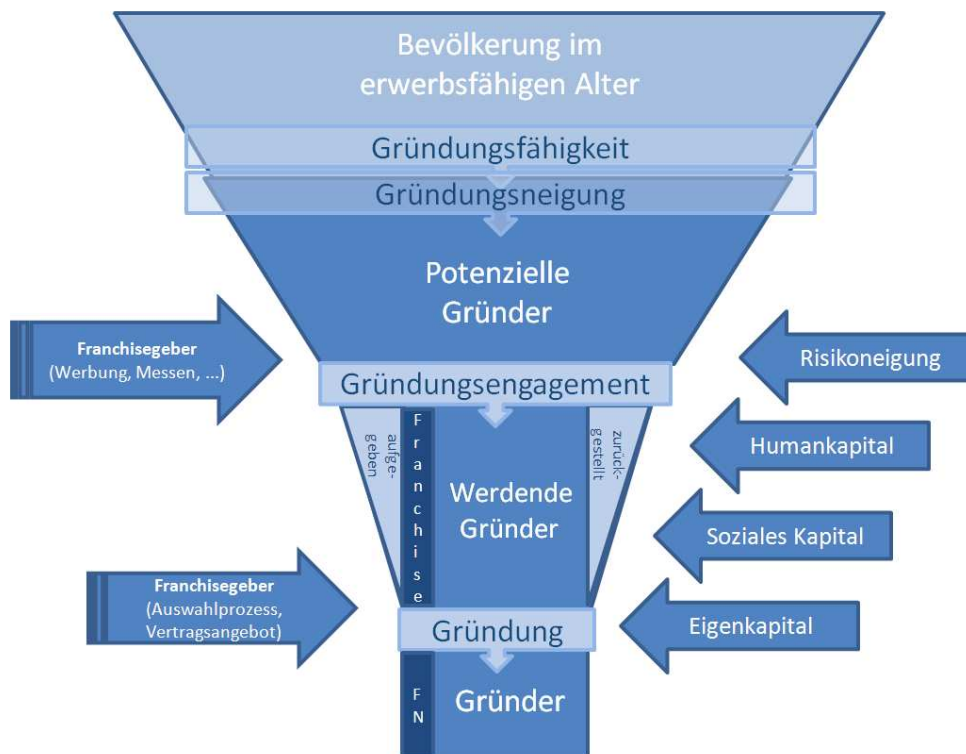 Bevölkerung im
erwerbsfähigen Alter
Gründungsfähigkeit
Gründungsneigung
Potenzielle
Gründer
Franchisegeber
(Werbung, Messen, ...)
Risikoneigung
Gründungsengagement
aufge-
geben
Franchise
zurück-
gestellt
Humankapital
Werdende
Gründer
Soziales Kapital
Franchisegeber
(Auswahlprozess,
Vertragsangebot)
Eigenkapital
Gründung
FN
Gründer